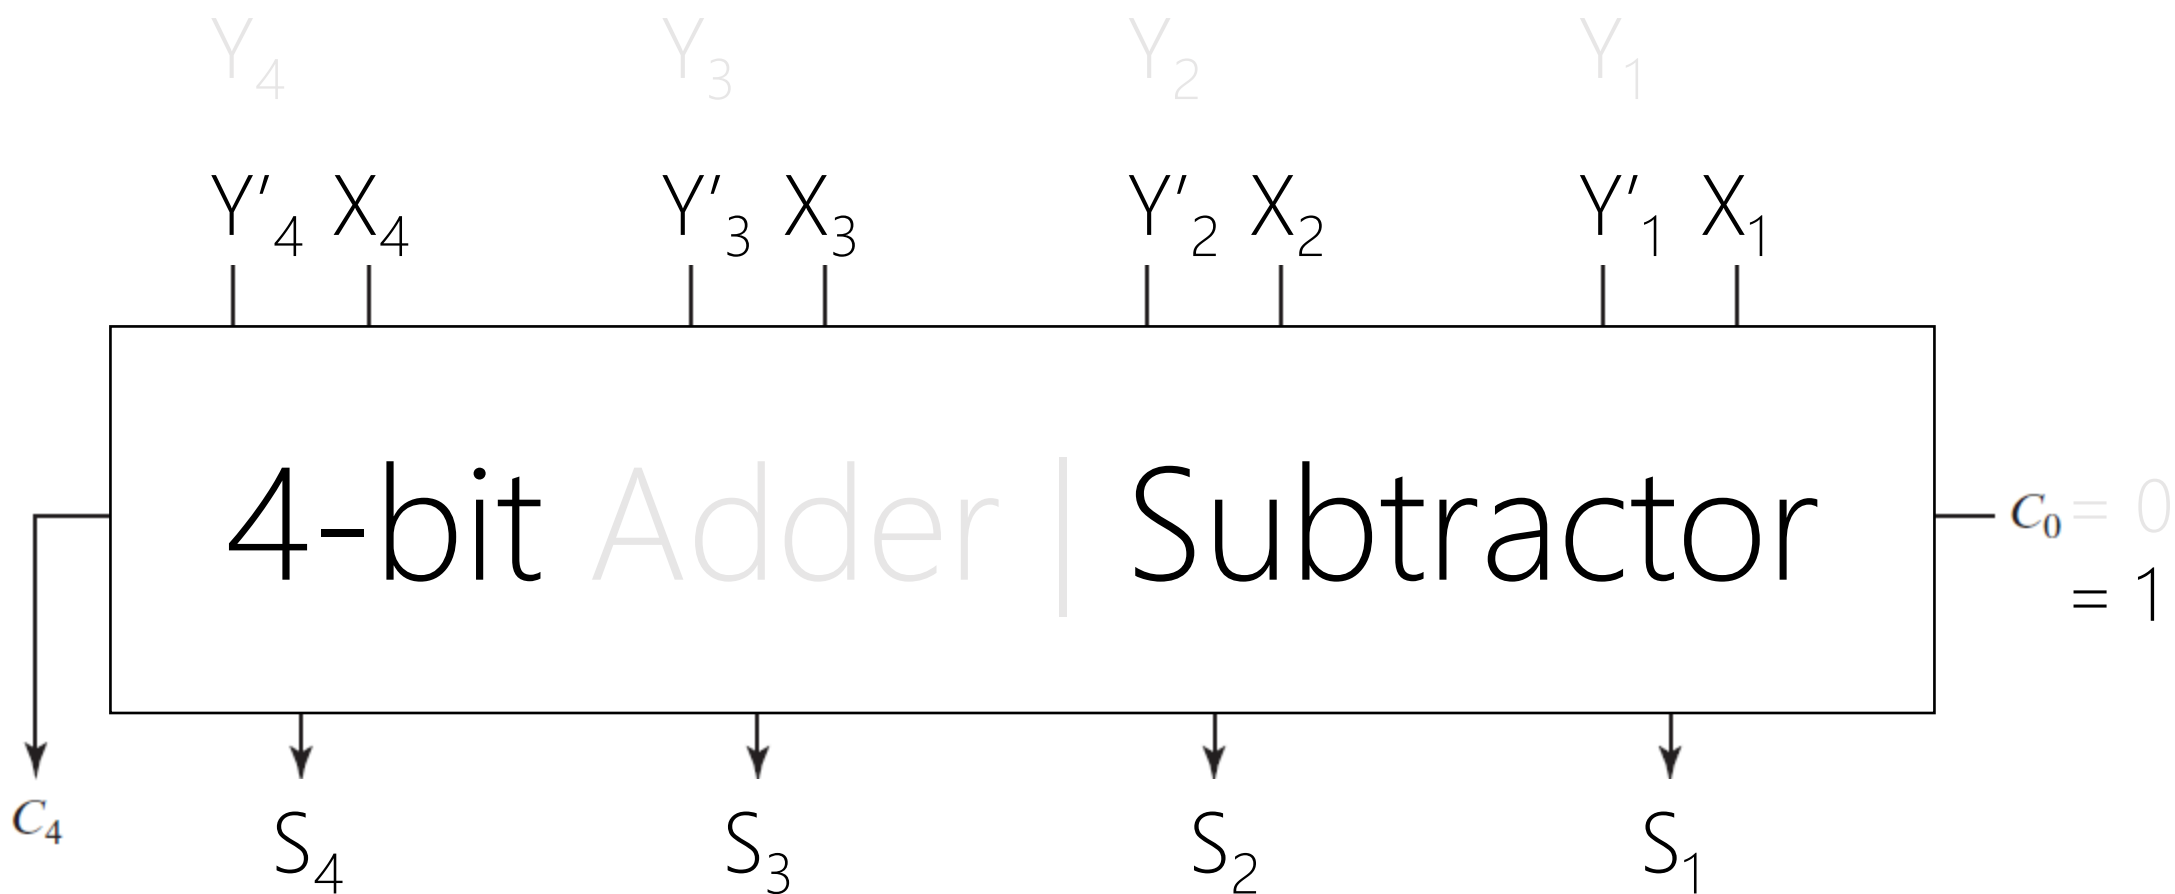 Y₄ Y₃ Y₂ Y₁
Y′₄ X₄ Y′₃ X₃ Y′₂ X₂ Y′₁ X₁
4-bit Adder | Subtractor
C₀ = 0
= 1
C₄
S₄ S₃ S₂ S₁